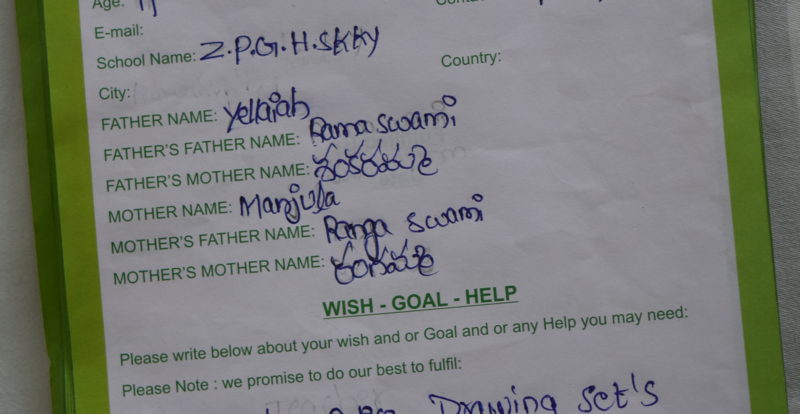 Age: 
E-mail:
School Name: Z.P.G.H.S KKY
City: Country:
FATHER NAME: Yellaiah
FATHER'S FATHER NAME: Rama swami
FATHER'S MOTHER NAME:
MOTHER NAME: Manjula
MOTHER'S FATHER NAME: Ranga swami
MOTHER'S MOTHER NAME:
WISH - GOAL - HELP
Please write below about your wish and or Goal and or any Help you may need:
Please Note : we promise to do our best to fulfil:
Drawing set's